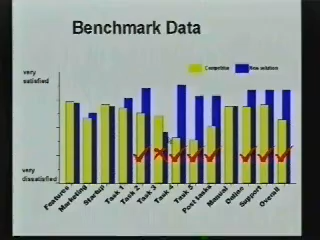 Benchmark Data
Competitor
New solution
very
satisfied
very
dissatisfied
Features
Marketing
Startup
Task 1
Task 2
Task 3
Task 4
Task 5
Post tasks
Manual
Online
Support
Overall